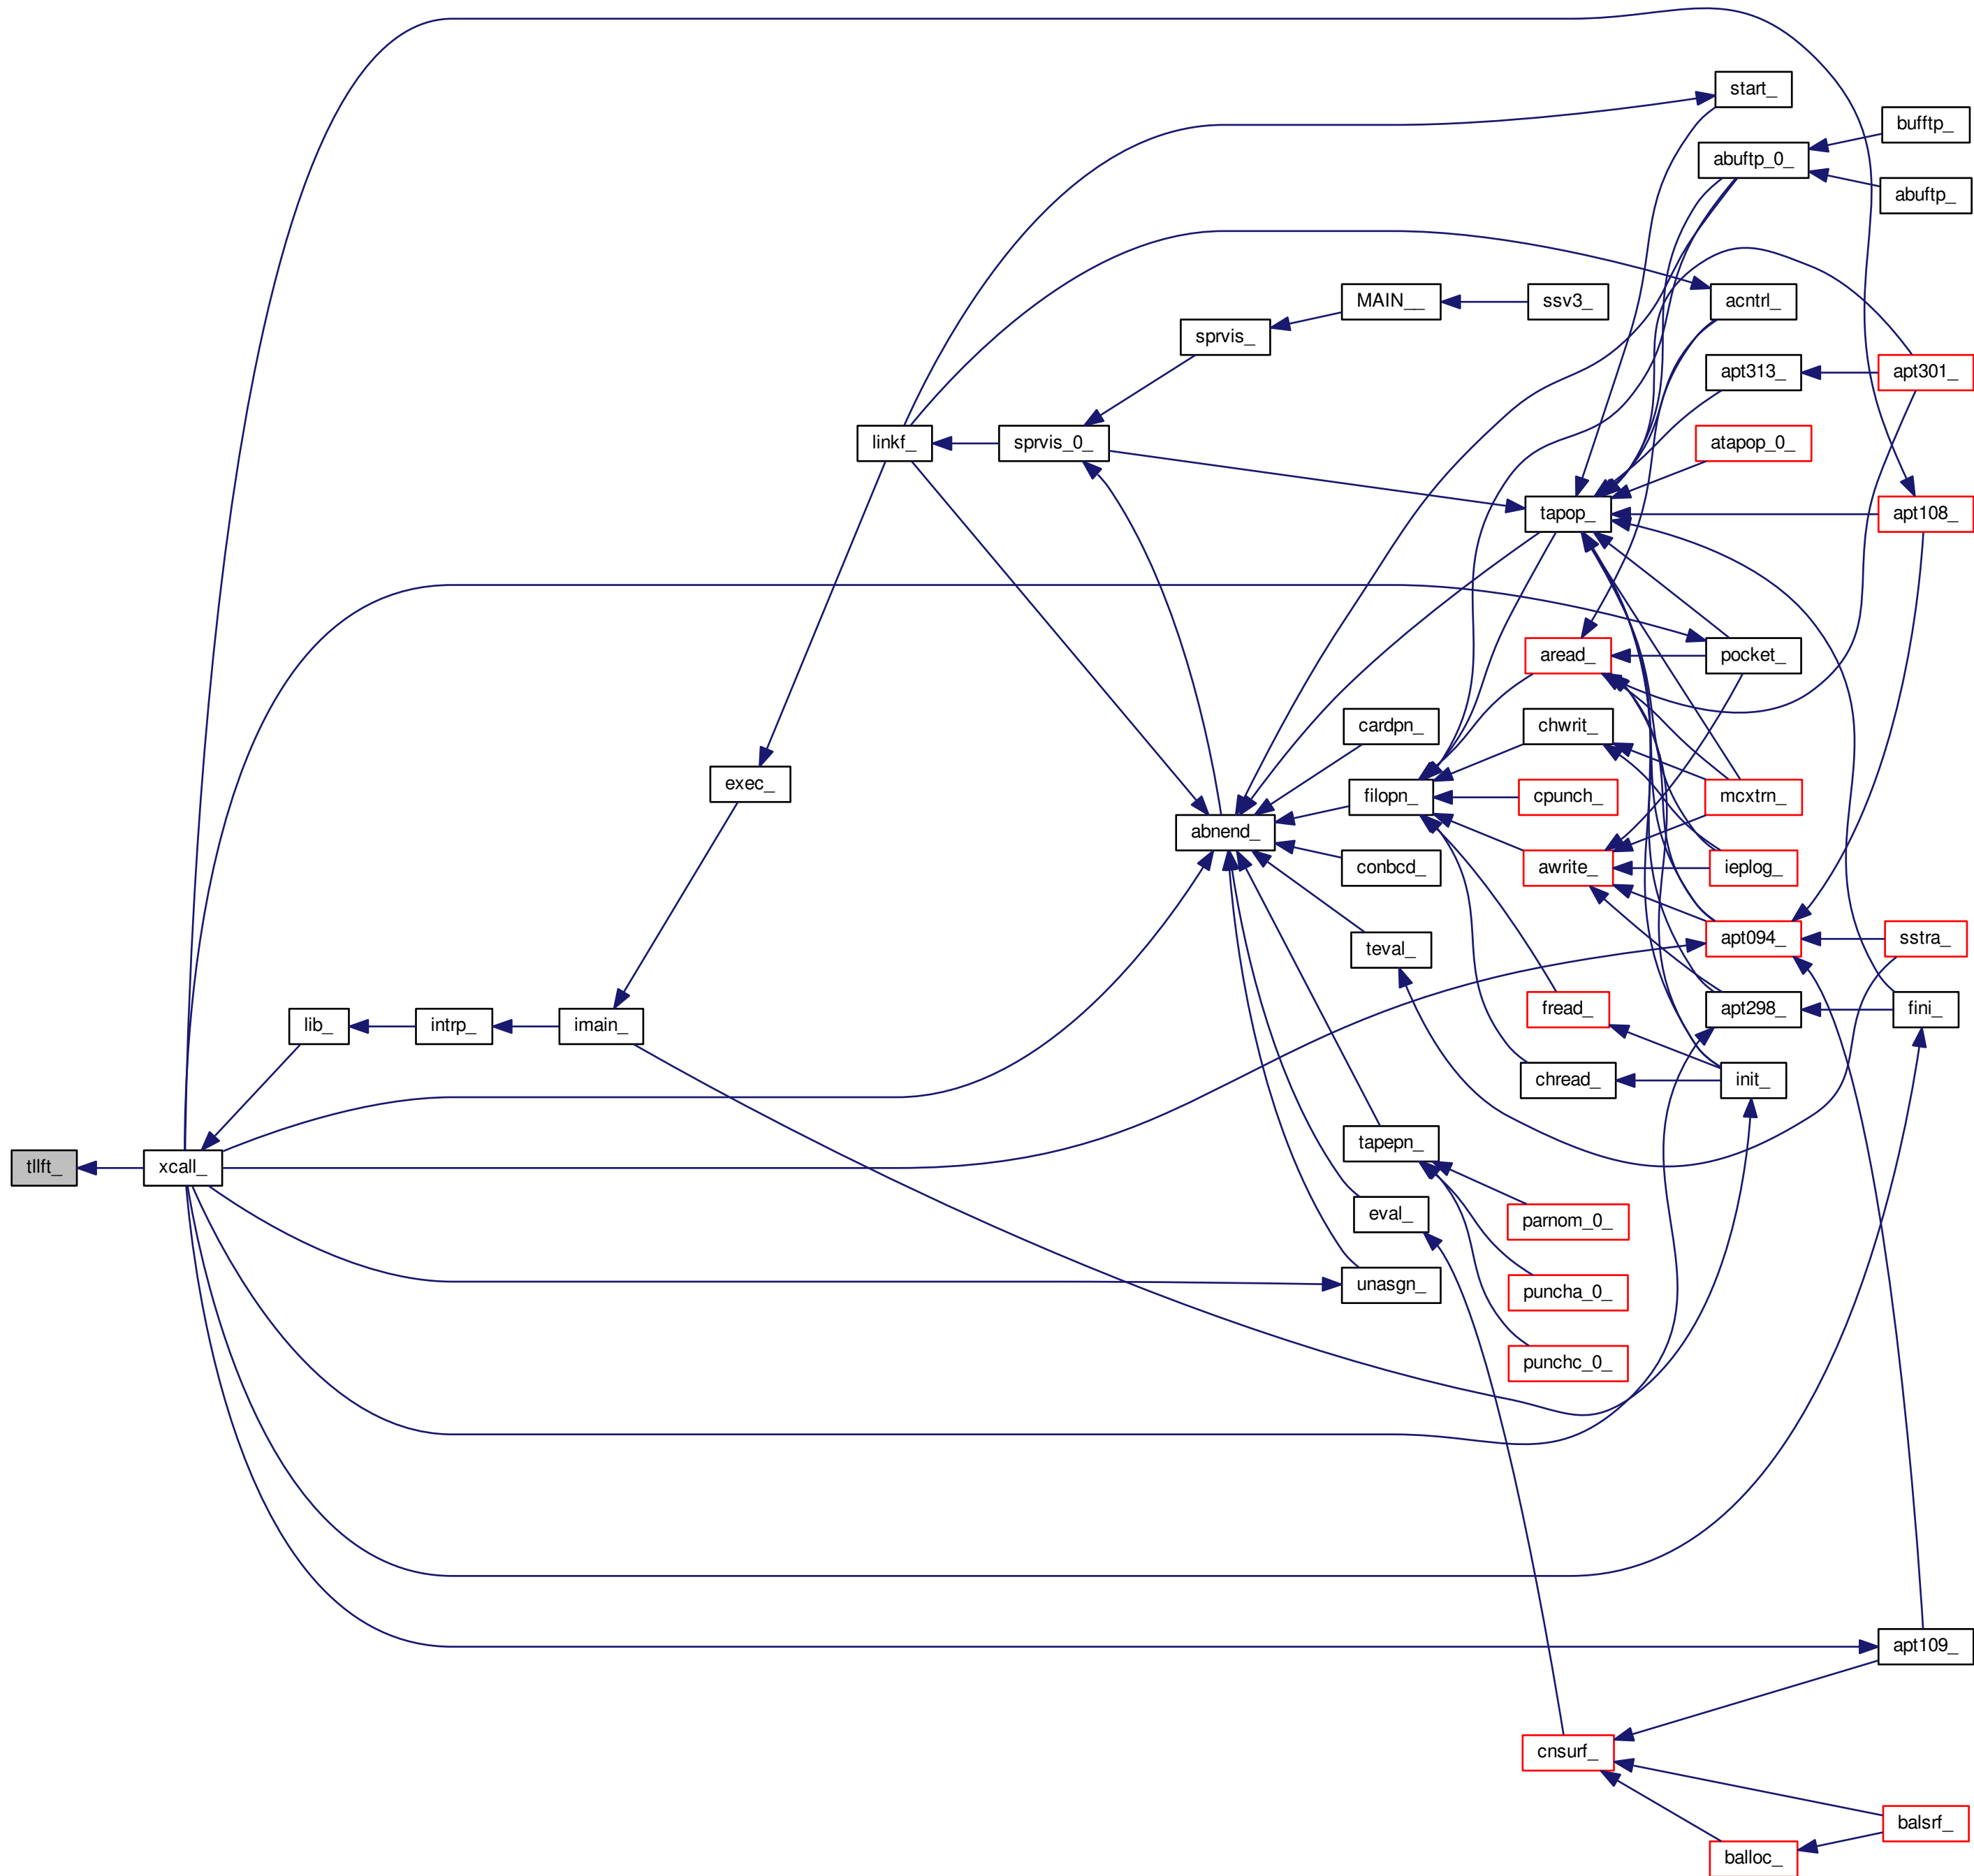 start_
bufftp_
abuftp_0_
abuftp_
MAIN__
ssv3_
acntrl_
sprvis_
apt313_
apt301_
linkf_
sprvis_0_
atapop_0_
tapop_
apt108_
aread_
pocket_
cardpn_
chwrit_
exec_
filopn_
cpunch_
mcxtrn_
abnend_
conbcd_
awrite_
ieplog_
teval_
apt094_
sstra_
lib_
intrp_
imain_
fread_
apt298_
fini_
chread_
init_
tapepn_
tllft_
xcall_
eval_
parnom_0_
unasgn_
puncha_0_
punchc_0_
apt109_
cnsurf_
balsrf_
balloc_